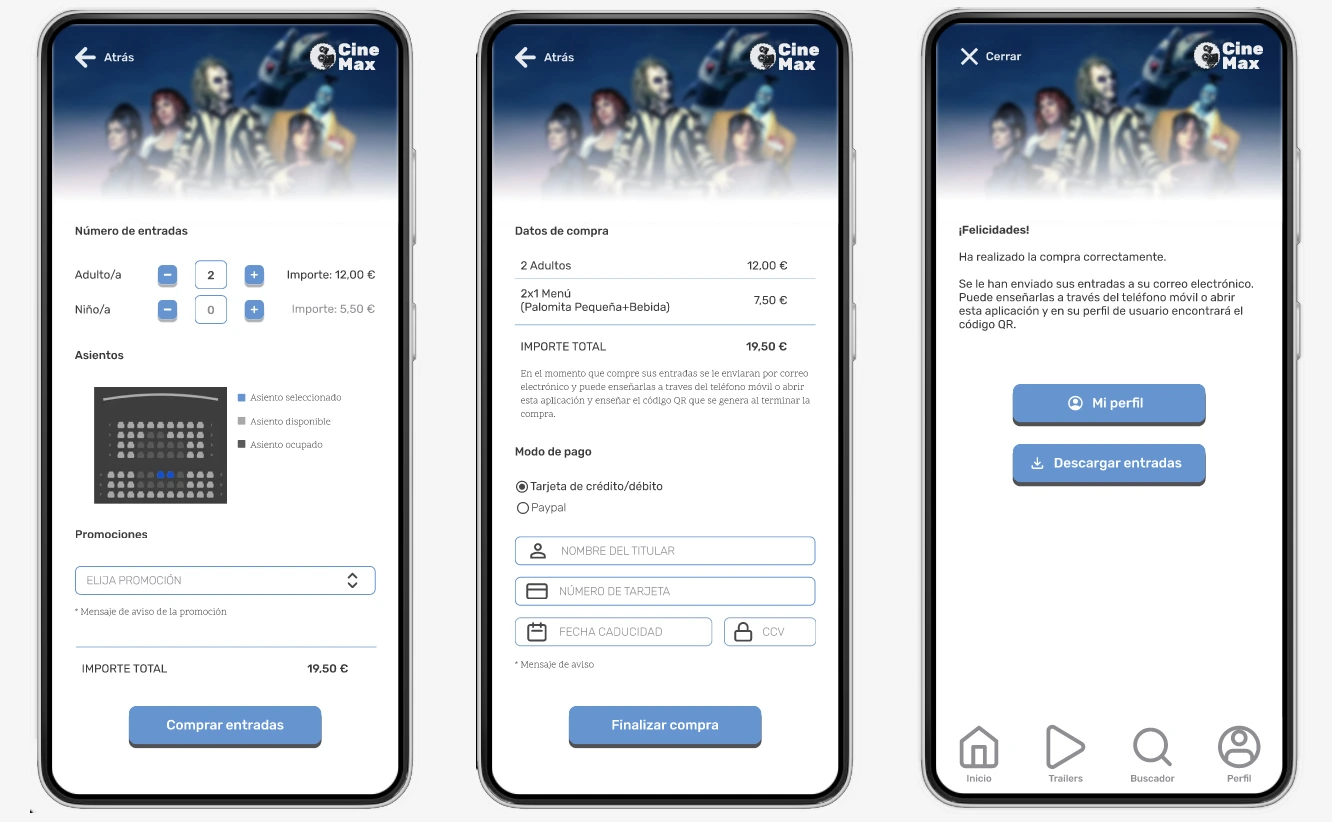 Atrás
Cine
Max
Número de entradas
Adulto/a
2
Importe: 12,00 €
Niño/a
0
Importe: 5,50 €
Asientos
Asiento seleccionado
Asiento disponible
Asiento ocupado
Promociones
ELIJA PROMOCIÓN
* Mensaje de aviso de la promoción
IMPORTE TOTAL 19,50 €
Comprar entradas
Atrás
Cine
Max
Datos de compra
2 Adultos 12,00 €
2x1 Menú
(Palomita Pequeña+Bebida) 7,50 €
IMPORTE TOTAL 19,50 €
En el momento que compre sus entradas se le enviaran por correo
electrónico y puede enseñarlas a traves del teléfono móvil o abrir
esta aplicación y enseñar el código QR que se genera al terminar la
compra.
Modo de pago
Tarjeta de crédito/débito
Paypal
NOMBRE DEL TITULAR
NÚMERO DE TARJETA
FECHA CADUCIDAD
CCV
* Mensaje de aviso
Finalizar compra
Cerrar
Cine
Max
¡Felicidades!
Ha realizado la compra correctamente.
Se le han enviado sus entradas a su correo electrónico.
Puede enseñarlas a través del teléfono móvil o abrir
esta aplicación y en su perfil de usuario encontrará el
código QR.
Mi perfil
Descargar entradas
Inicio
Trailers
Buscador
Perfil